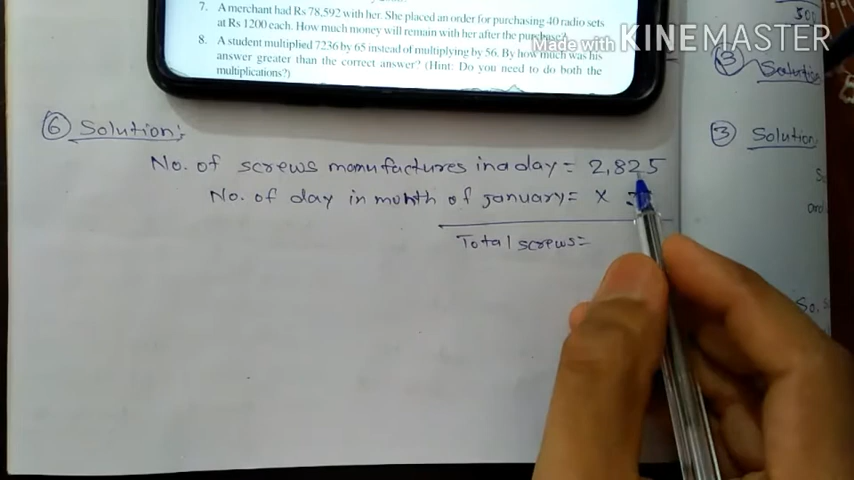 7. A merchant had Rs 78,592 with her. She placed an order for purchasing 40 radio sets
at Rs 1200 each. How much money will remain with her after the purchase?
8. A student multiplied 7236 by 65 instead of multiplying by 56. By how much was his
answer greater than the correct answer? (Hint: Do you need to do both the
multiplications?)
Made with KINEMASTER
⑥ Solution:
No. of screws manufactures in a day = 2,825
No. of day in month of january = ×
Total screws =
50
③ Solution
③ Solution
So.